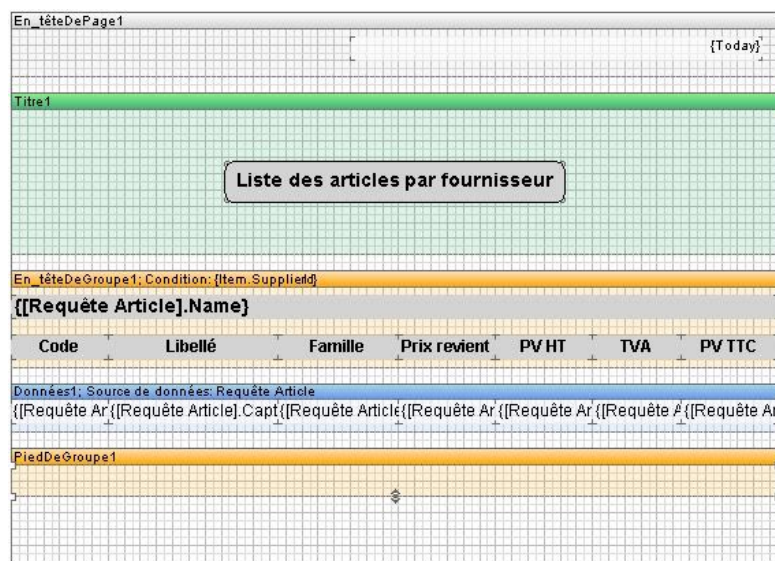 En_têteDePage1
{Today}
Titre1
Liste des articles par fournisseur
En_têteDeGroupe1; Condition: {Item.SupplierId}
{[Requête Article].Name}
Code Libellé Famille Prix revient PV HT TVA PV TTC
Données1; Source de données: Requête Article
{[Requête Ar {[Requête Article].Capt {[Requête Article {[Requête Ar {[Requête Ar {[Requête A {[Requête Ar
PiedDeGroupe1